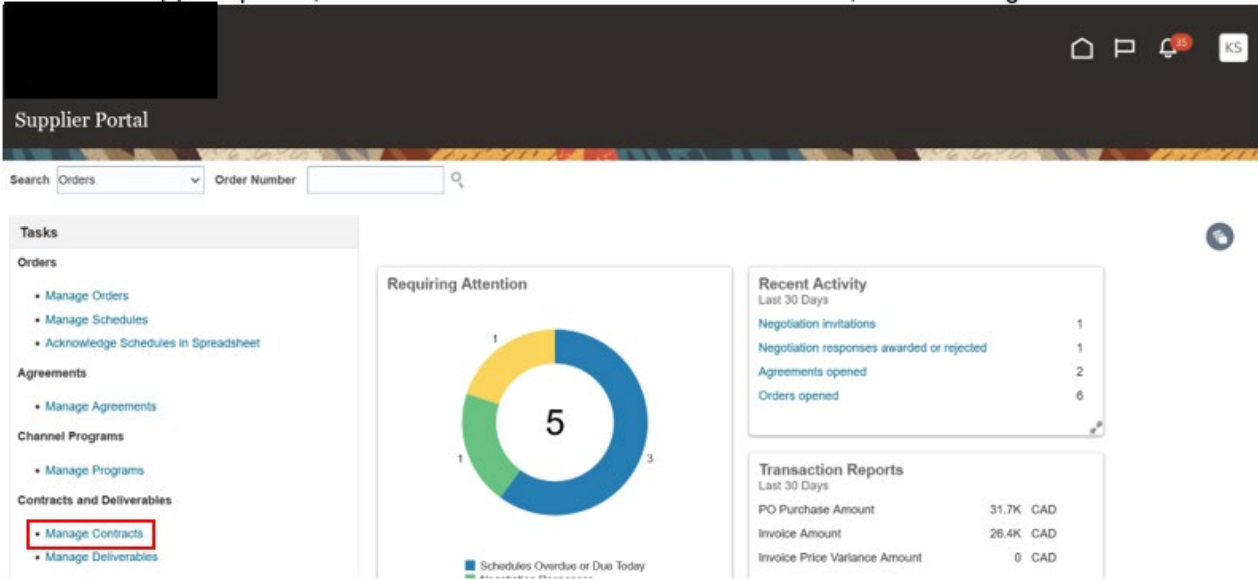 35
KS
Supplier Portal
Search Orders Order Number
Tasks
Orders
Manage Orders
Manage Schedules
Acknowledge Schedules in Spreadsheet
Agreements
Manage Agreements
Channel Programs
Manage Programs
Contracts and Deliverables
Manage Contracts
Manage Deliverables
Requiring Attention
1
5
1
3
Schedules Overdue or Due Today
Negotiation Responses
Recent Activity
Last 30 Days
Negotiation invitations 1
Negotiation responses awarded or rejected 1
Agreements opened 2
Orders opened 6
Transaction Reports
Last 30 Days
PO Purchase Amount 31.7K CAD
Invoice Amount 26.4K CAD
Invoice Price Variance Amount 0 CAD